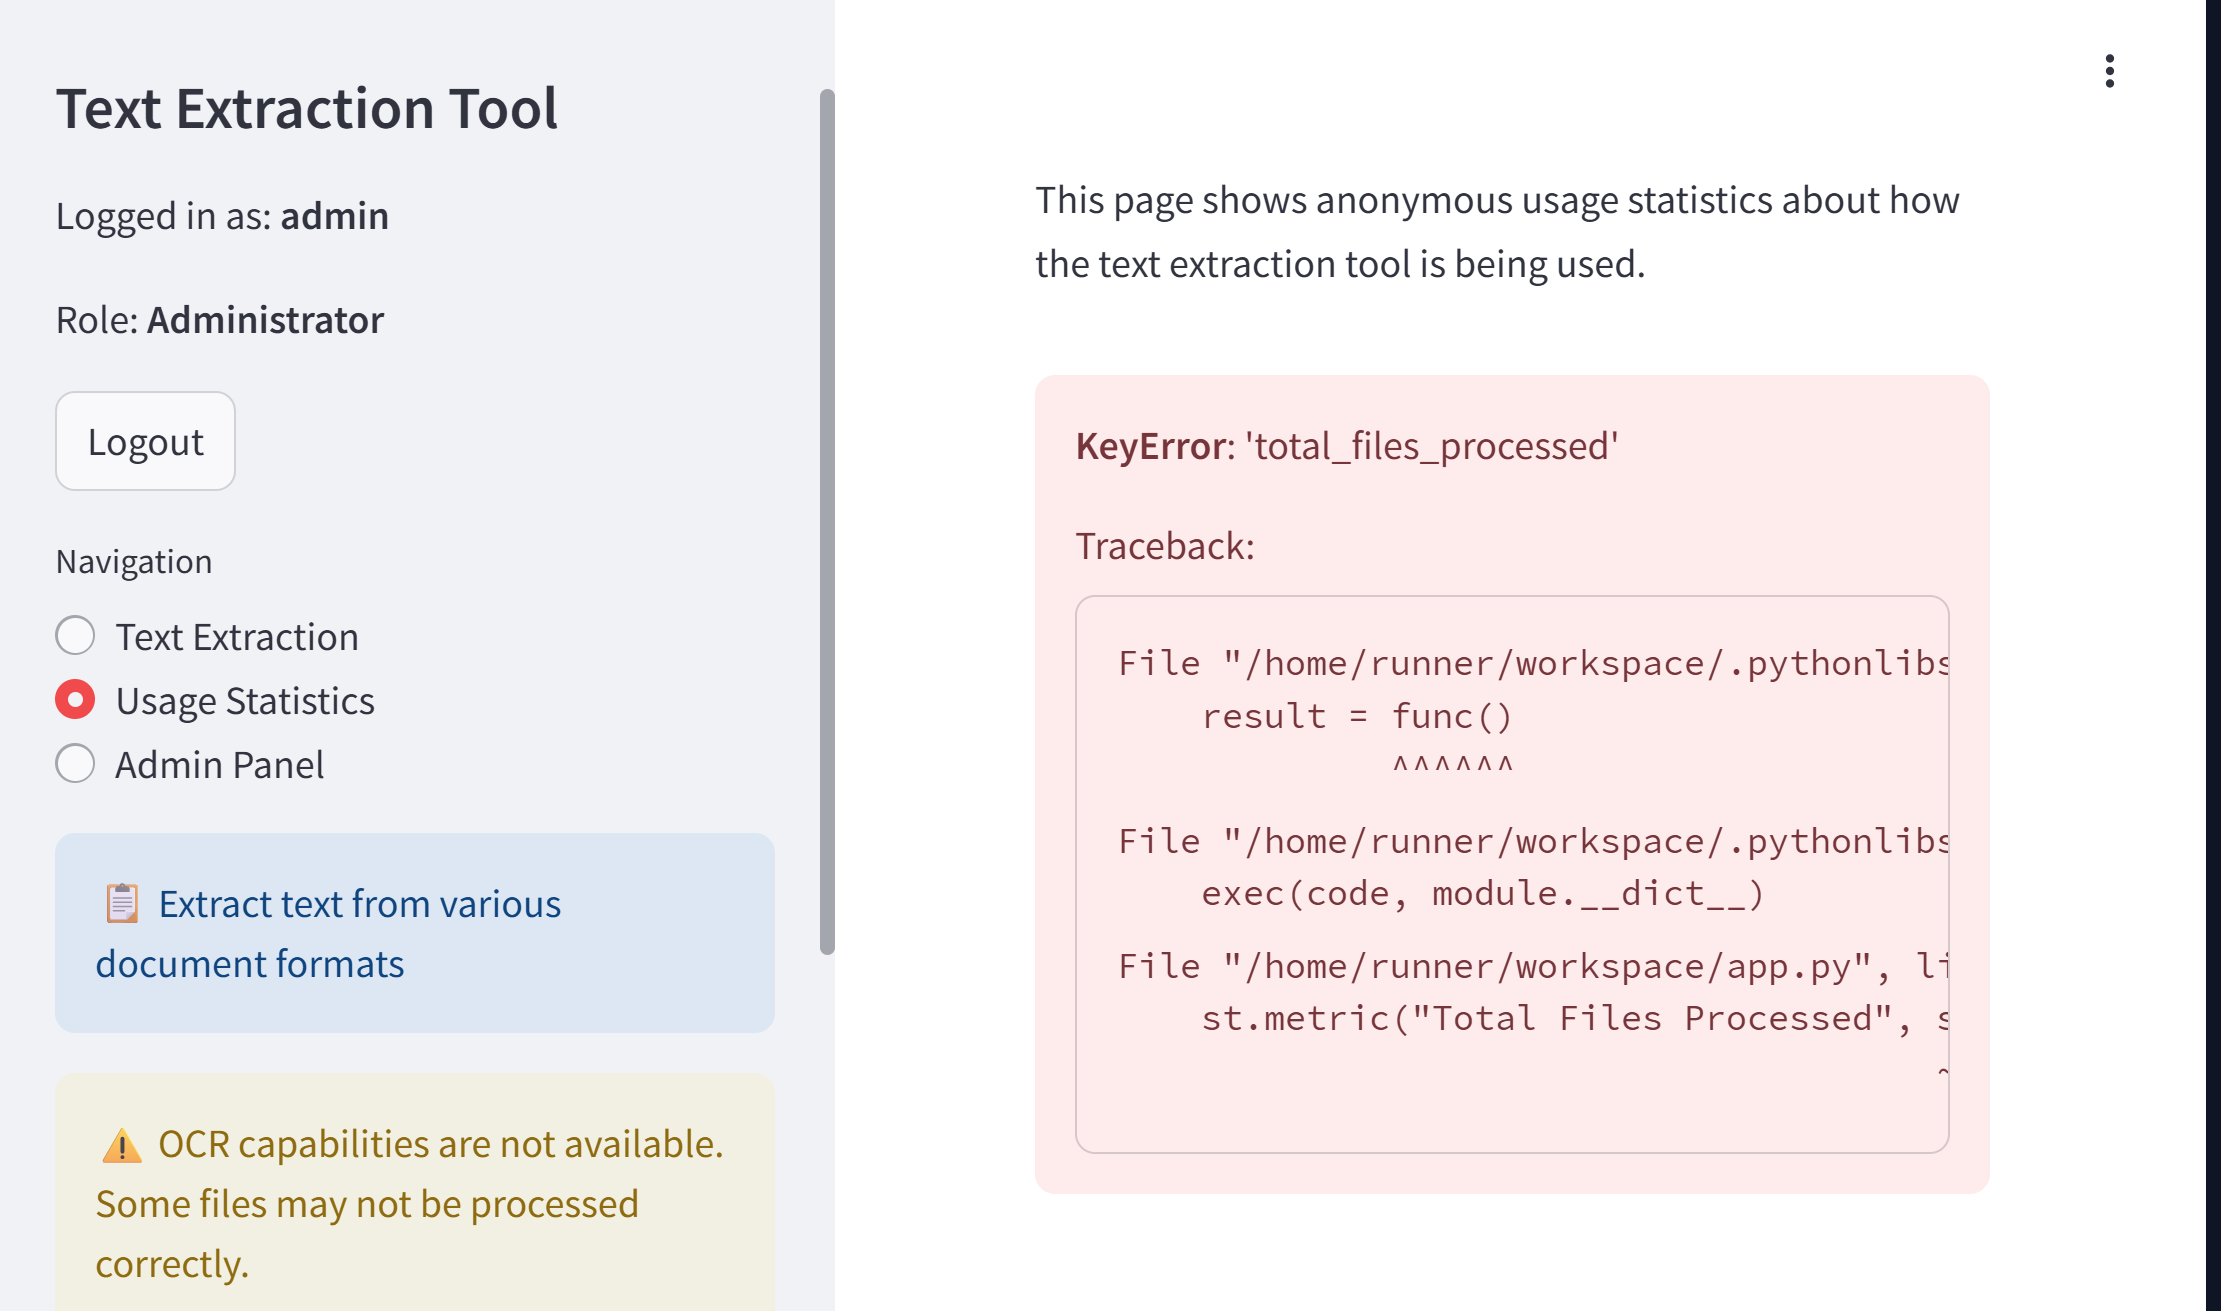 Text Extraction Tool
Logged in as: admin
Role: Administrator
Logout
Navigation
Text Extraction
Usage Statistics
Admin Panel
📋 Extract text from various
document formats
⚠️ OCR capabilities are not available.
Some files may not be processed
correctly.
This page shows anonymous usage statistics about how
the text extraction tool is being used.
KeyError: 'total_files_processed'
Traceback:
File "/home/runner/workspace/.pythonlibs
result = func()
^^^^^^
File "/home/runner/workspace/.pythonlibs
exec(code, module.__dict__)
File "/home/runner/workspace/app.py", li
st.metric("Total Files Processed", s
~